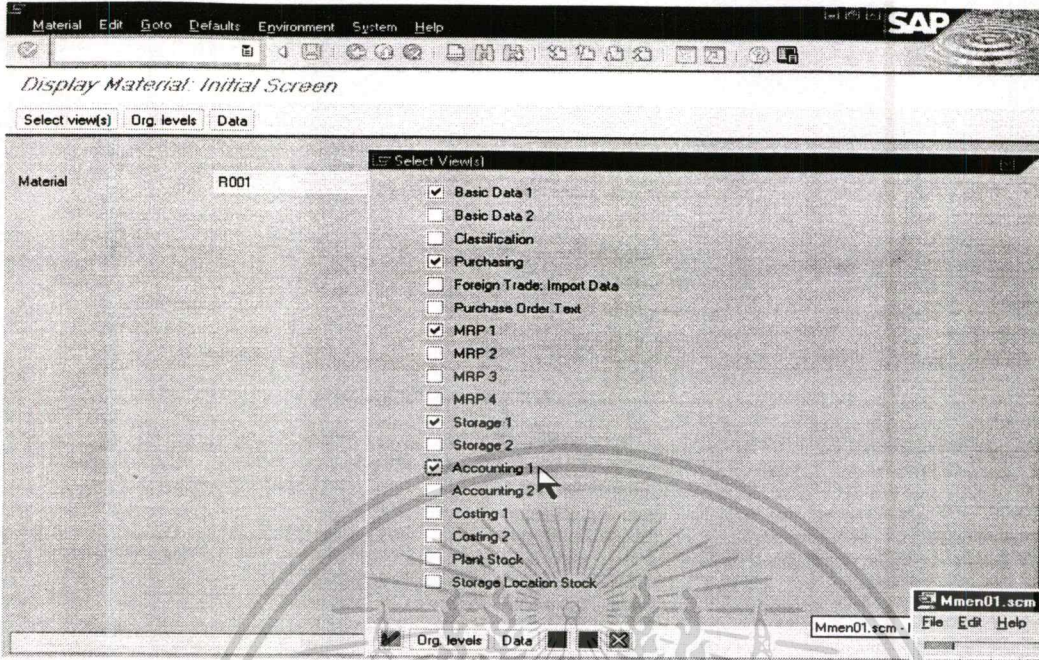 Material Edit Goto Defaults Environment System Help
SAP
Display Material: Initial Screen
Select view(s) Org. levels Data
Select View(s)
Material R001
Basic Data 1
Basic Data 2
Classification
Purchasing
Foreign Trade: Import Data
Purchase Order Text
MRP 1
MRP 2
MRP 3
MRP 4
Storage 1
Storage 2
Accounting 1
Accounting 2
Costing 1
Costing 2
Plant Stock
Storage Location Stock
Mmen01.scm
Mmen01.scm - File Edit Help
Org. levels Data